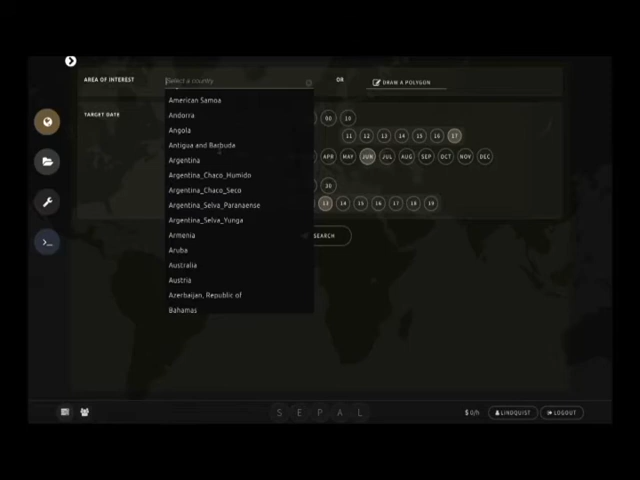 AREA OF INTEREST
Select a country
OR
DRAW A POLYGON
TARGET DATE
American Samoa
Andorra
Angola
Antigua and Barbuda
Argentina
Argentina_Chaco_Humido
Argentina_Chaco_Seco
Argentina_Selva_Paranaense
Argentina_Selva_Yunga
Armenia
Aruba
Australia
Austria
Azerbaijan, Republic of
Bahamas
00 10
11 12 13 14 15 16 17
APR MAY JUN JUL AUG SEP OCT NOV DEC
30
13 14 15 16 17 18 19
SEARCH
>_
SEPAL
$ 0/h
LINDQUIST
LOGOUT